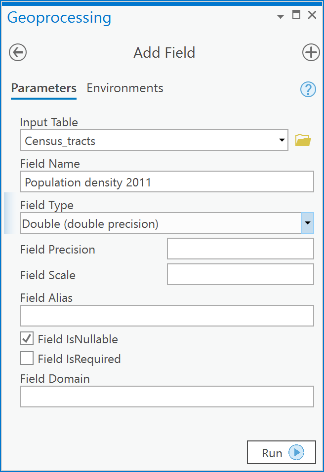 Geoprocessing
Add Field
Parameters Environments
Input Table
Census_tracts
Field Name
Population density 2011
Field Type
Double (double precision)
Field Precision
Field Scale
Field Alias
Field IsNullable
Field IsRequired
Field Domain
Run